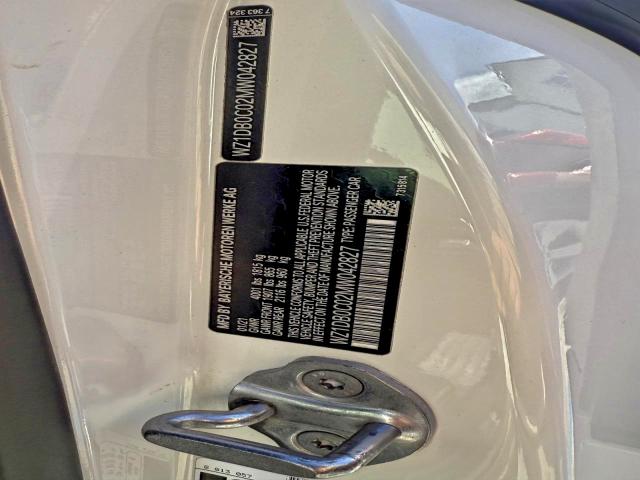 7 363 324
WZ1DB0C02MW042827
MFD BY BAYERISCHE MOTOREN WERKE AG
01/21
GVWR 4001 lbs 1815 kg
GAWR FRONT 1907 lbs 865 kg
GAWR REAR 2116 lbs 960 kg
THIS VEHICLE CONFORMS TO ALL APPLICABLE U.S. FEDERAL MOTOR
VEHICLE SAFETY, BUMPER, AND THEFT PREVENTION STANDARDS
IN EFFECT ON THE DATE OF MANUFACTURE SHOWN ABOVE.
WZ1DB0C02MW042827 TYPE: PASSENGER CAR
7315814
9 813 057